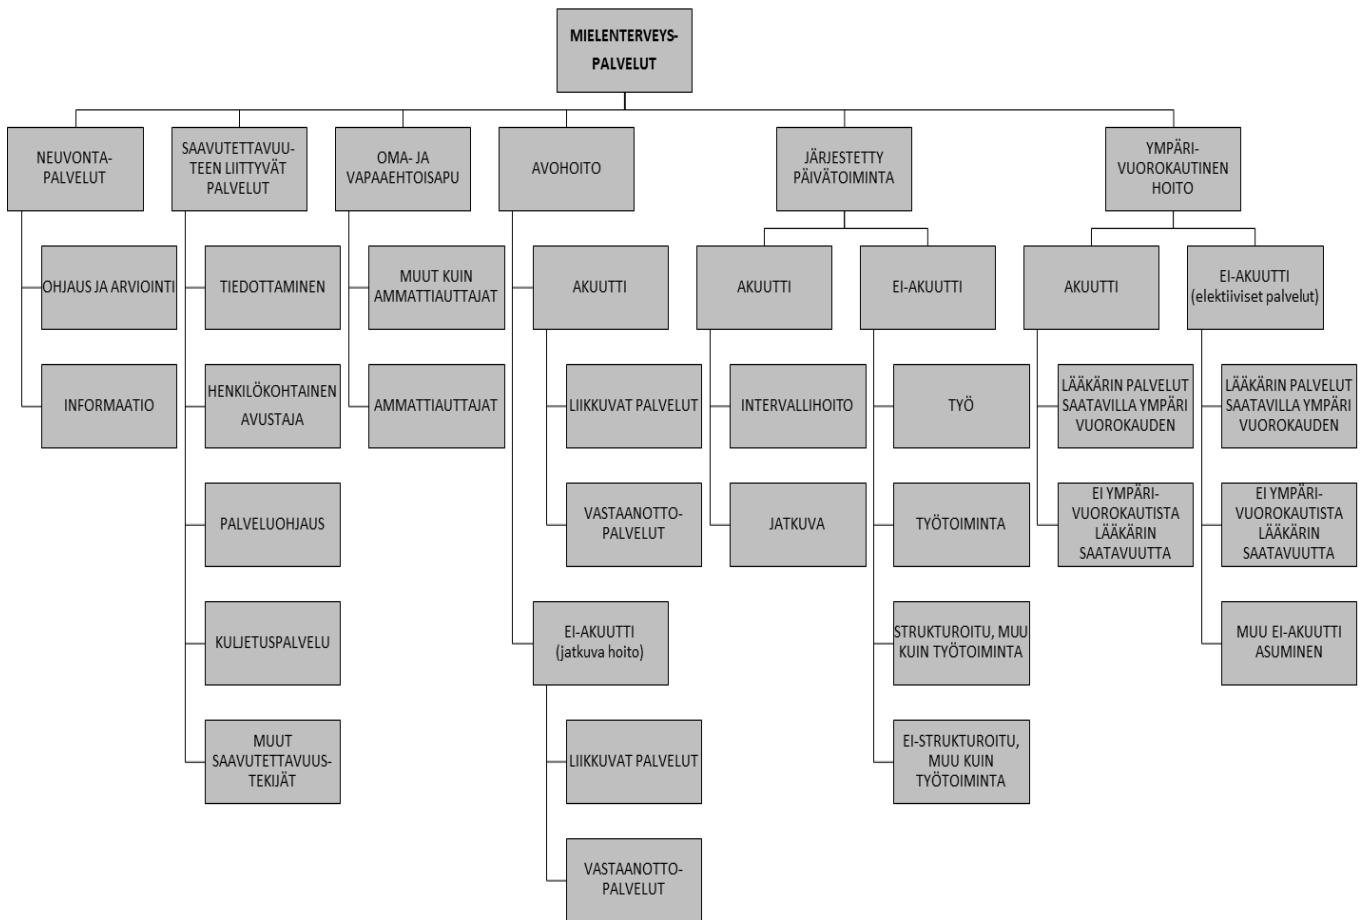 MIELENTERVEYS-
PALVELUT
NEUVONTA-
PALVELUT
SAAVUTETTAVUU-
TEEN LIITTYVÄT
PALVELUT
OMA- JA
VAPAAEHTOISAPU
AVOHOITO
JÄRJESTETTY
PÄIVÄTOIMINTA
YMPÄRI-
VUOROKAUTINEN
HOITO
OHJAUS JA ARVIOINTI
INFORMAATIO
TIEDOTTAMINEN
HENKILÖKOHTAINEN
AVUSTAJA
PALVELUOHJAUS
KULJETUSPALVELU
MUUT
SAAVUTETTAVUUS-
TEKIJÄT
MUUT KUIN
AMMATTIAUTTAJAT
AMMATTIAUTTAJAT
AKUUTTI
LIIKKUVAT PALVELUT
VASTAANOTTO-
PALVELUT
EI-AKUUTTI
(jatkuva hoito)
LIIKKUVAT PALVELUT
VASTAANOTTO-
PALVELUT
AKUUTTI
INTERVALLIHOITO
JATKUVA
EI-AKUUTTI
TYÖ
TYÖTOIMINTA
STRUKTUROITU, MUU
KUIN TYÖTOIMINTA
EI-STRUKTUROITU,
MUU KUIN
TYÖTOIMINTA
AKUUTTI
LÄÄKÄRIN PALVELUT
SAATAVILLA YMPÄRI
VUOROKAUDEN
EI YMPÄRI-
VUOROKAUTISTA
LÄÄKÄRIN
SAATAVUUTTA
EI-AKUUTTI
(elektiiviset palvelut)
LÄÄKÄRIN PALVELUT
SAATAVILLA YMPÄRI
VUOROKAUDEN
EI YMPÄRI-
VUOROKAUTISTA
LÄÄKÄRIN
SAATAVUUTTA
MUU EI-AKUUTTI
ASUMINEN